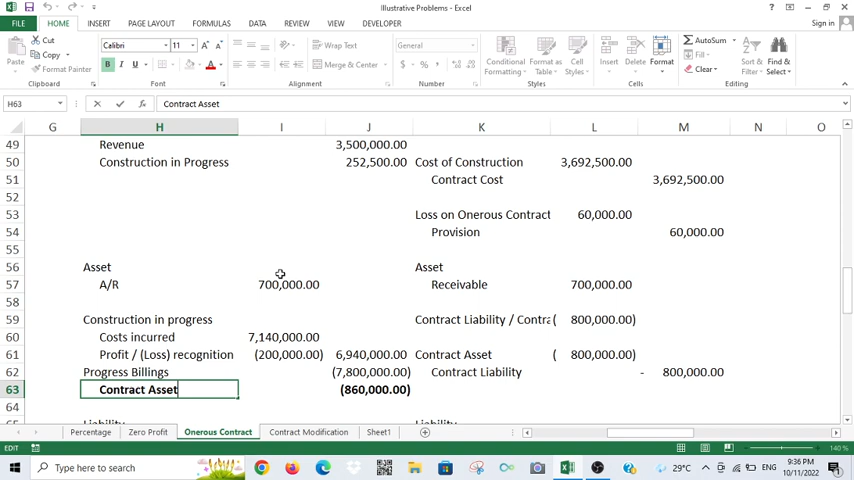 Illustrative Problems - Excel
Sign in
FILE HOME INSERT PAGE LAYOUT FORMULAS DATA REVIEW VIEW DEVELOPER
Cut
Copy
Format Painter
Paste
Calibri 11
B I U
Wrap Text
Merge & Center
General
$ % ,
Conditional Formatting
Format as Table
Cell Styles
Insert Delete Format
AutoSum
Fill
Clear
Sort & Filter
Find & Select
Clipboard Font Alignment Number Styles Cells Editing
H63 Contract Asset
G H I J K L M N O
49 Revenue 3,500,000.00
50 Construction in Progress 252,500.00 Cost of Construction 3,692,500.00
51 Contract Cost 3,692,500.00
52
53 Loss on Onerous Contract 60,000.00
54 Provision 60,000.00
55
56 Asset Asset
57 A/R 700,000.00 Receivable 700,000.00
58
59 Construction in progress Contract Liability / Contra ( 800,000.00)
60 Costs incurred 7,140,000.00
61 Profit / (Loss) recognition (200,000.00) 6,940,000.00 Contract Asset ( 800,000.00)
62 Progress Billings (7,800,000.00) Contract Liability - 800,000.00
63 Contract Asset (860,000.00)
64
65 Liability Liability
Percentage Zero Profit Onerous Contract Contract Modification Sheet1
EDIT 140 %
Type here to search
29°C
ENG
9:36 PM
10/11/2022